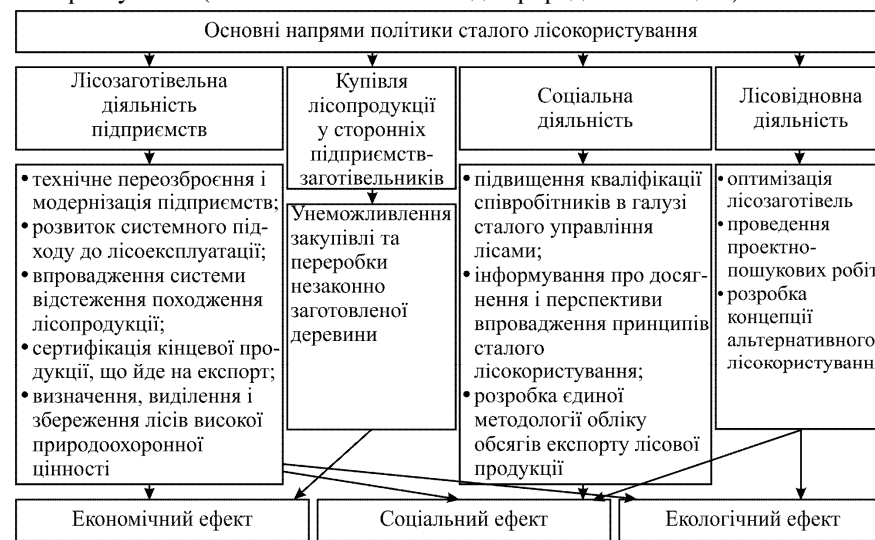 Основні напрями політики сталого лісокористування
Лісозаготівельна
діяльність
підприємств
Купівля
лісопродукції
у сторонніх
підприємств-
заготівельників
Соціальна
діяльність
Лісовідновна
діяльність
• технічне переозброєння і
модернізація підприємств;
• розвиток системного під-
ходу до лісоексплуатації;
• впровадження системи
відстеження походження
лісопродукції;
• сертифікація кінцевої про-
дукції, що йде на експорт;
• визначення, виділення і
збереження лісів високої
природоохоронної
цінності
Унеможливлення
закупівлі та
переробки
незаконно
заготовленої
деревини
• підвищення кваліфікації
співробітників в галузі
сталого управління
лісами;
• інформування про досяг-
нення і перспективи
впровадження принципів
сталого
лісокористування;
• розробка єдиної
методології обліку
обсягів експорту лісової
продукції
• оптимізація
лісозаготівель
• проведення
проектно-
пошукових робіт
• розробка
концепції
альтернативного
лісокористуванн
Економічний ефект
Соціальний ефект
Екологічний ефект